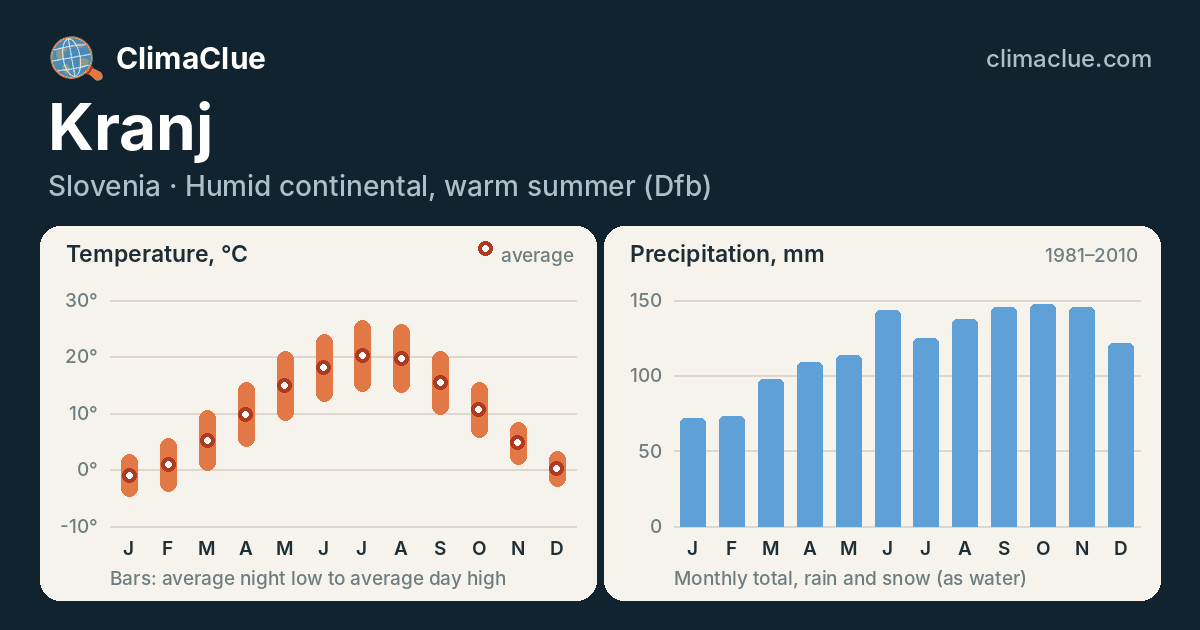 ClimaClue
climaclue.com
Kranj
Slovenia · Humid continental, warm summer (Dfb)
Temperature, °C
average
30°
20°
10°
0°
-10°
J F M A M J J A S O N D
Bars: average night low to average day high
Precipitation, mm
1981–2010
150
100
50
0
J F M A M J J A S O N D
Monthly total, rain and snow (as water)